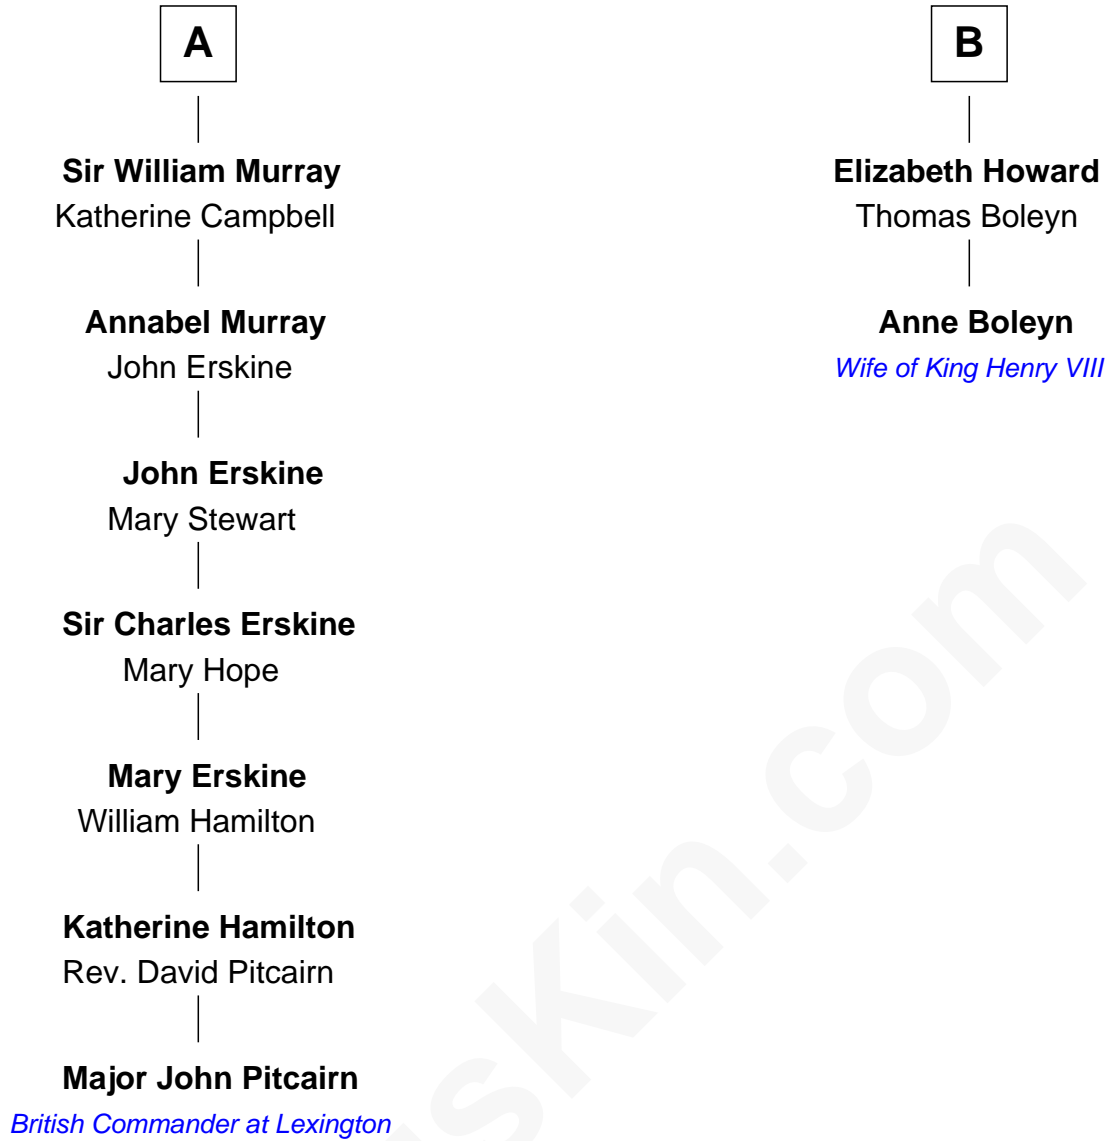 A
Sir William Murray
Katherine Campbell
Annabel Murray
John Erskine
John Erskine
Mary Stewart
Sir Charles Erskine
Mary Hope
Mary Erskine
William Hamilton
Katherine Hamilton
Rev. David Pitcairn
Major John Pitcairn
British Commander at Lexington
B
Elizabeth Howard
Thomas Boleyn
Anne Boleyn
Wife of King Henry VIII
usKin.com